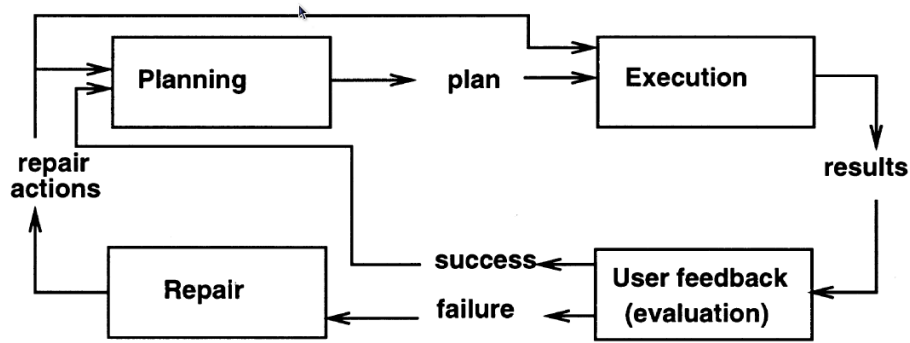 Planning
plan
Execution
repair
actions
results
success
User feedback
(evaluation)
Repair
failure